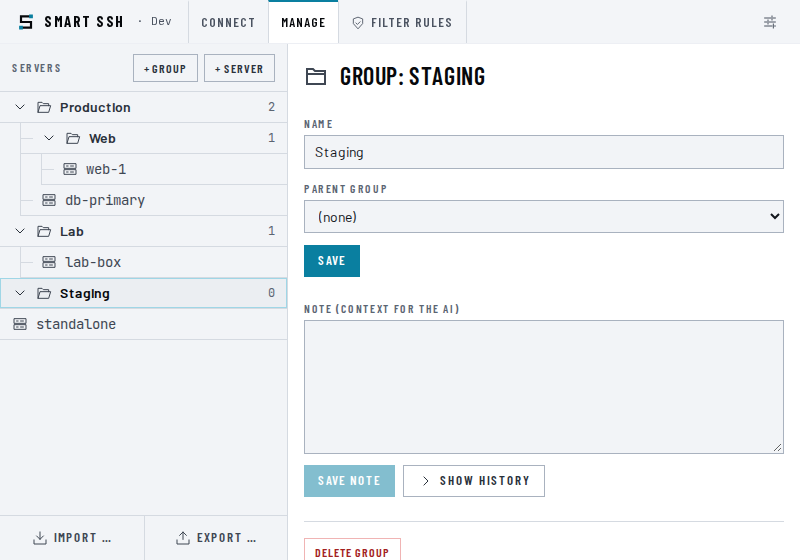 SMART SSH · Dev
CONNECT
MANAGE
FILTER RULES
SERVERS
+ GROUP
+ SERVER
Production 2
Web 1
web-1
db-primary
Lab 1
lab-box
Staging 0
standalone
IMPORT ...
EXPORT ...
GROUP: STAGING
NAME
Staging
PARENT GROUP
(none)
SAVE
NOTE (CONTEXT FOR THE AI)
SAVE NOTE
SHOW HISTORY
DELETE GROUP